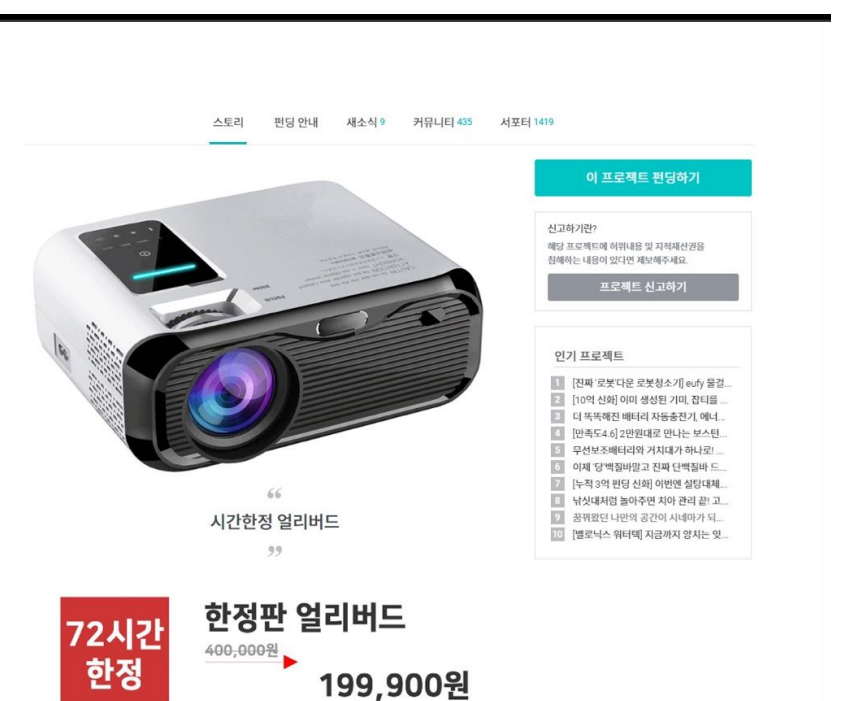 스토리 펀딩 안내 새소식 9 커뮤니티 435 서포터 1419
이 프로젝트 펀딩하기
신고하기란?
해당 프로젝트에 허위내용 및 지적재산권을
침해하는 내용이 있다면 제보해주세요.
프로젝트 신고하기
인기 프로젝트
1 [진짜 '로봇'다운 로봇청소기] eufy 물걸...
2 [10억 신화] 이미 생성된 기미, 잡티를 ...
3 더 똑똑해진 배터리 자동충전기, 에너...
4 [만족도4.6] 2만원대로 만나는 보스턴...
5 무선보조배터리와 거치대가 하나로! ...
6 이제 '당'백질바말고 진짜 단백질바 드...
7 [누적 3억 펀딩 신화] 이번엔 설탕대체...
8 낚싯대처럼 놀아주면 치아 관리 끝! 고...
9 꿈꿔왔던 나만의 공간이 시네마가 되...
10 [벨로닉스 워터텍] 지금까지 양치는 잇...
“
시간한정 얼리버드
”
72시간
한정
한정판 얼리버드
400,000원
199,900원